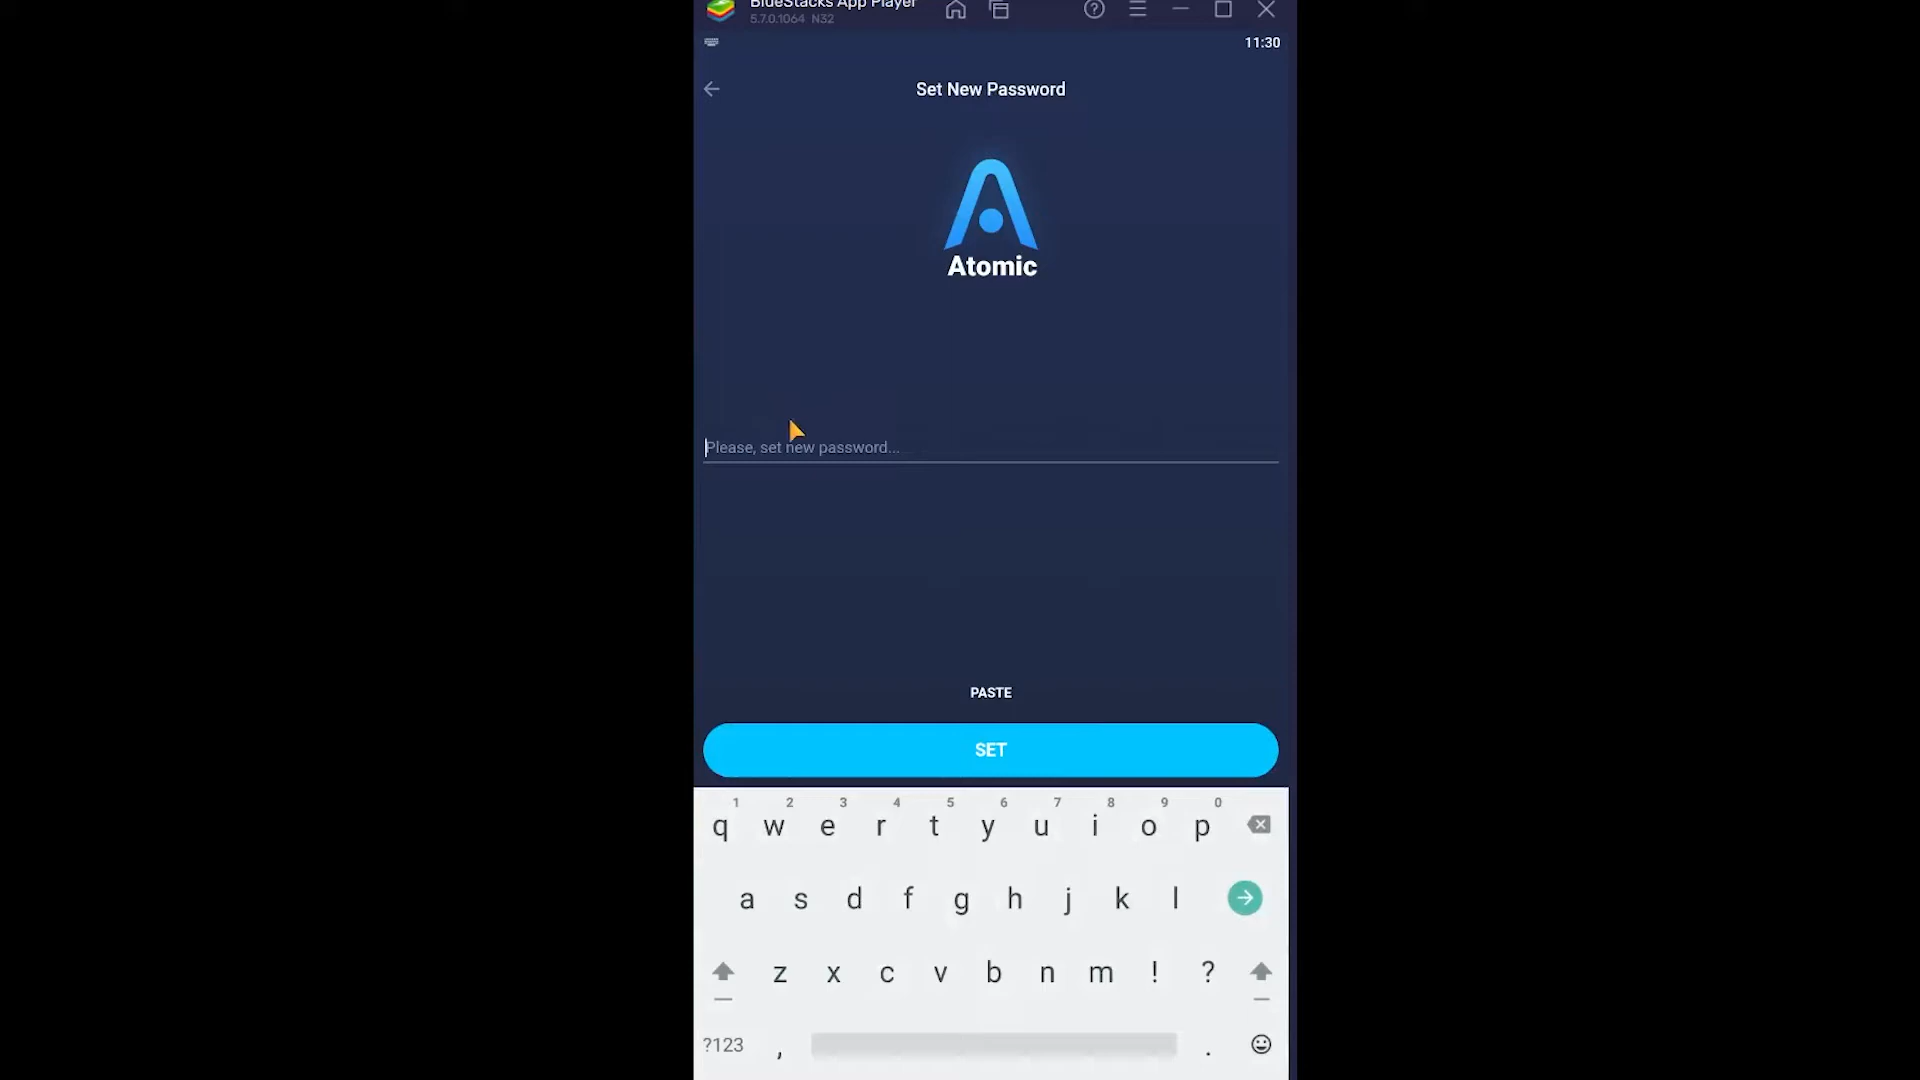 BlueStacks App Player
5.7.0.1064 N32
11:30
Set New Password
Atomic
Please, set new password...
PASTE
SET
1 2 3 4 5 6 7 8 9 0
q w e r t y u i o p
a s d f g h j k l
z x c v b n m ! ?
?123 , .